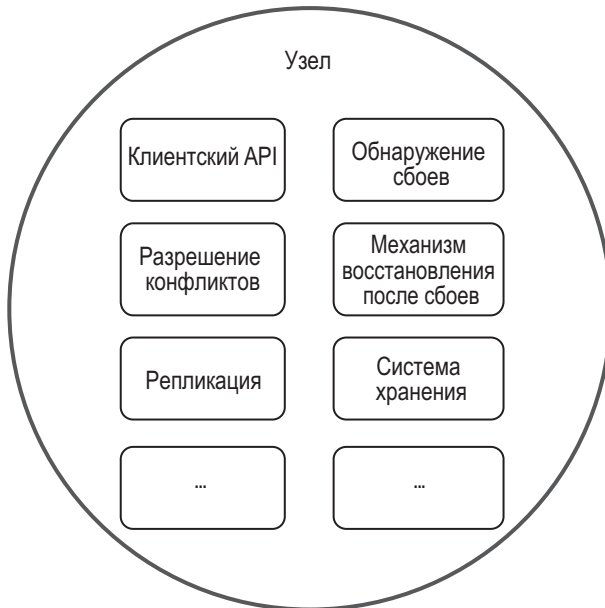 Узел
Клиентский API
Обнаружение
сбоев
Разрешение
конфликтов
Механизм
восстановления
после сбоев
Репликация
Система
хранения
...
...